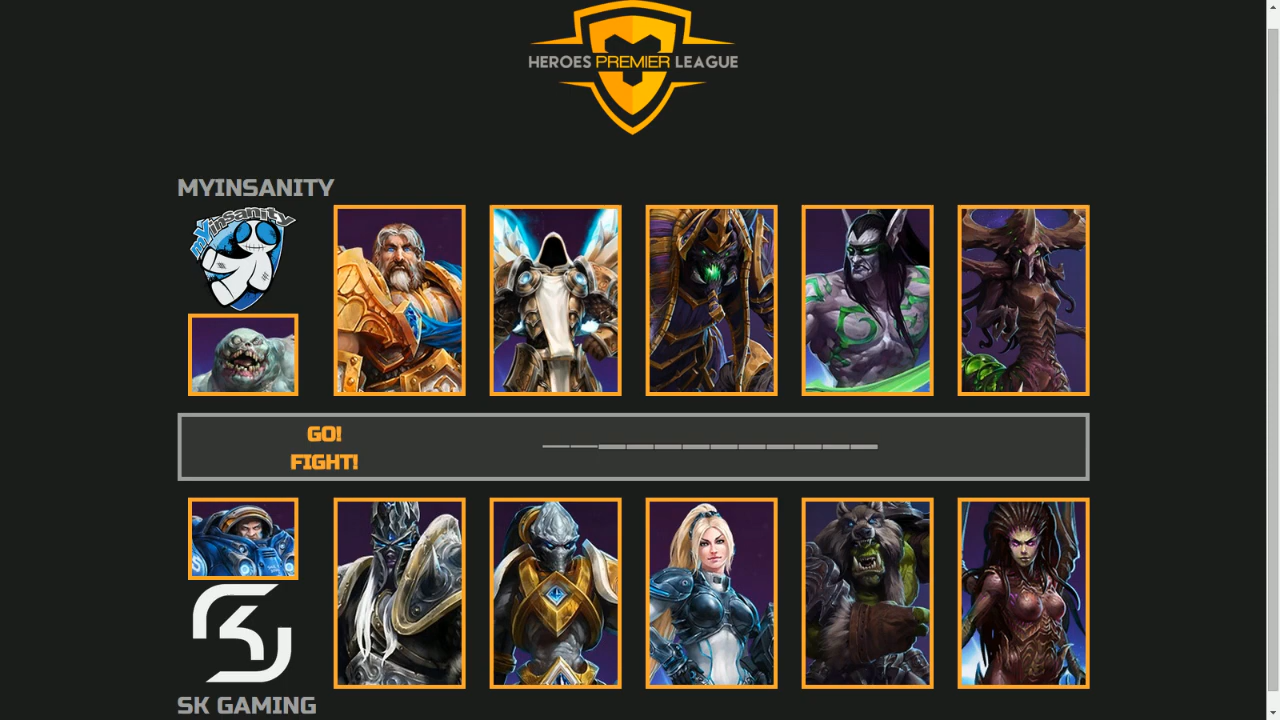 HEROES PREMIER LEAGUE
MYINSANITY
myinsanity
GO!
FIGHT!
SK GAMING